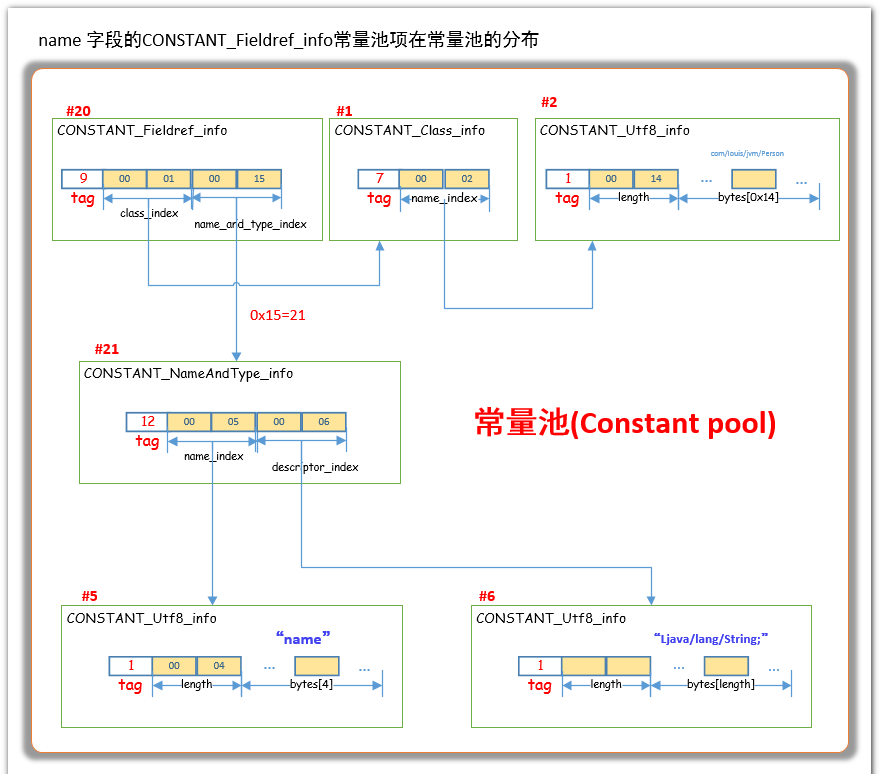 name 字段的CONSTANT_Fieldref_info常量池项在常量池的分布
#20
CONSTANT_Fieldref_info
9 00 01 00 15
tag
class_index
name_and_type_index
#1
CONSTANT_Class_info
7 00 02
tag
name_index
#2
CONSTANT_Utf8_info
com/louis/jvm/Person
1 00 14 ... ...
tag
length
bytes[0x14]
0x15=21
#21
CONSTANT_NameAndType_info
12 00 05 00 06
tag
name_index
descriptor_index
常量池(Constant pool)
#5
CONSTANT_Utf8_info
“name”
1 00 04 ... ...
tag
length
bytes[4]
#6
CONSTANT_Utf8_info
“Ljava/lang/String;”
1 ... ...
tag
length
bytes[length]